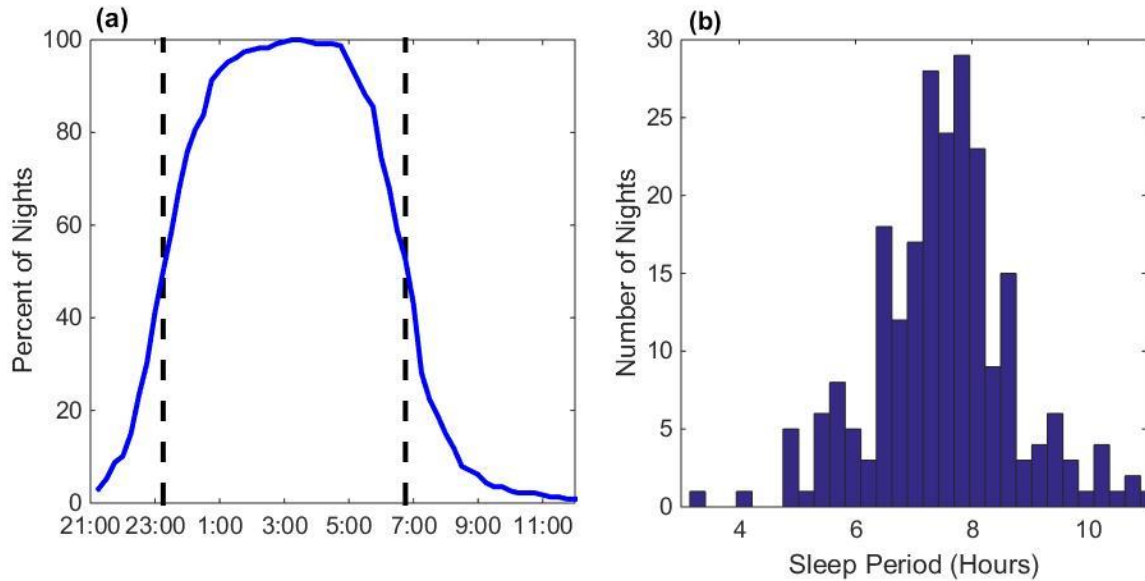 (a)
Percent of Nights
100
80
60
40
20
0
21:00 23:00 1:00 3:00 5:00 7:00 9:00 11:00
(b)
Number of Nights
30
25
20
15
10
5
0
4 6 8 10
Sleep Period (Hours)